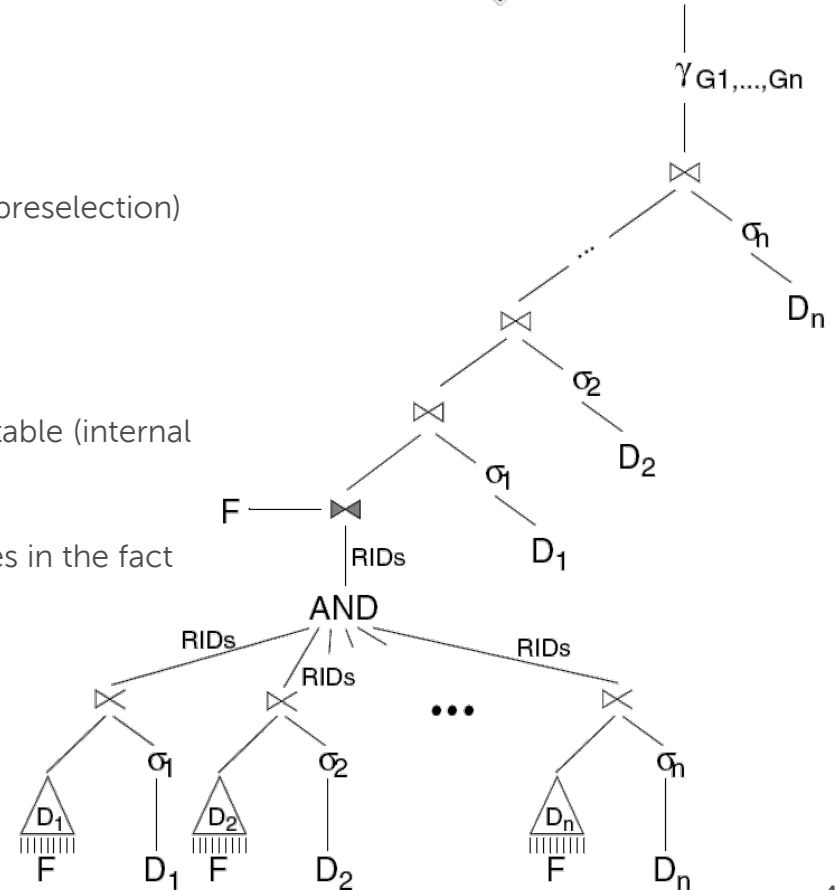 γ G1,...,Gn
preselection)
σn
...
Dn
σ2
table (internal
D2
σ1
F
D1
RIDs
es in the fact
AND
RIDs
RIDs
RIDs
•••
σ1
σ2
σn
D1
D2
Dn
F
D1
F
D2
F
Dn